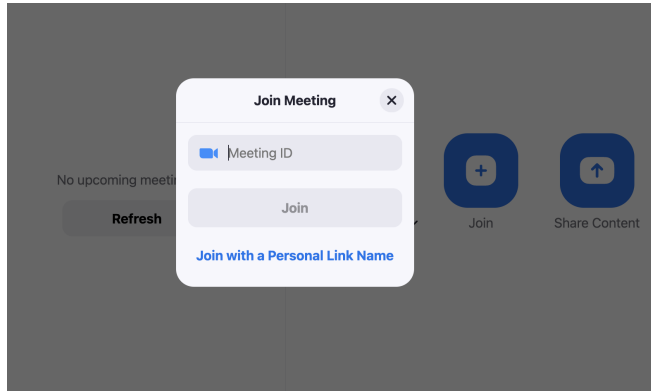 Join Meeting
Meeting ID
No upcoming meeti
Join
Refresh
Join
Share Content
Join with a Personal Link Name